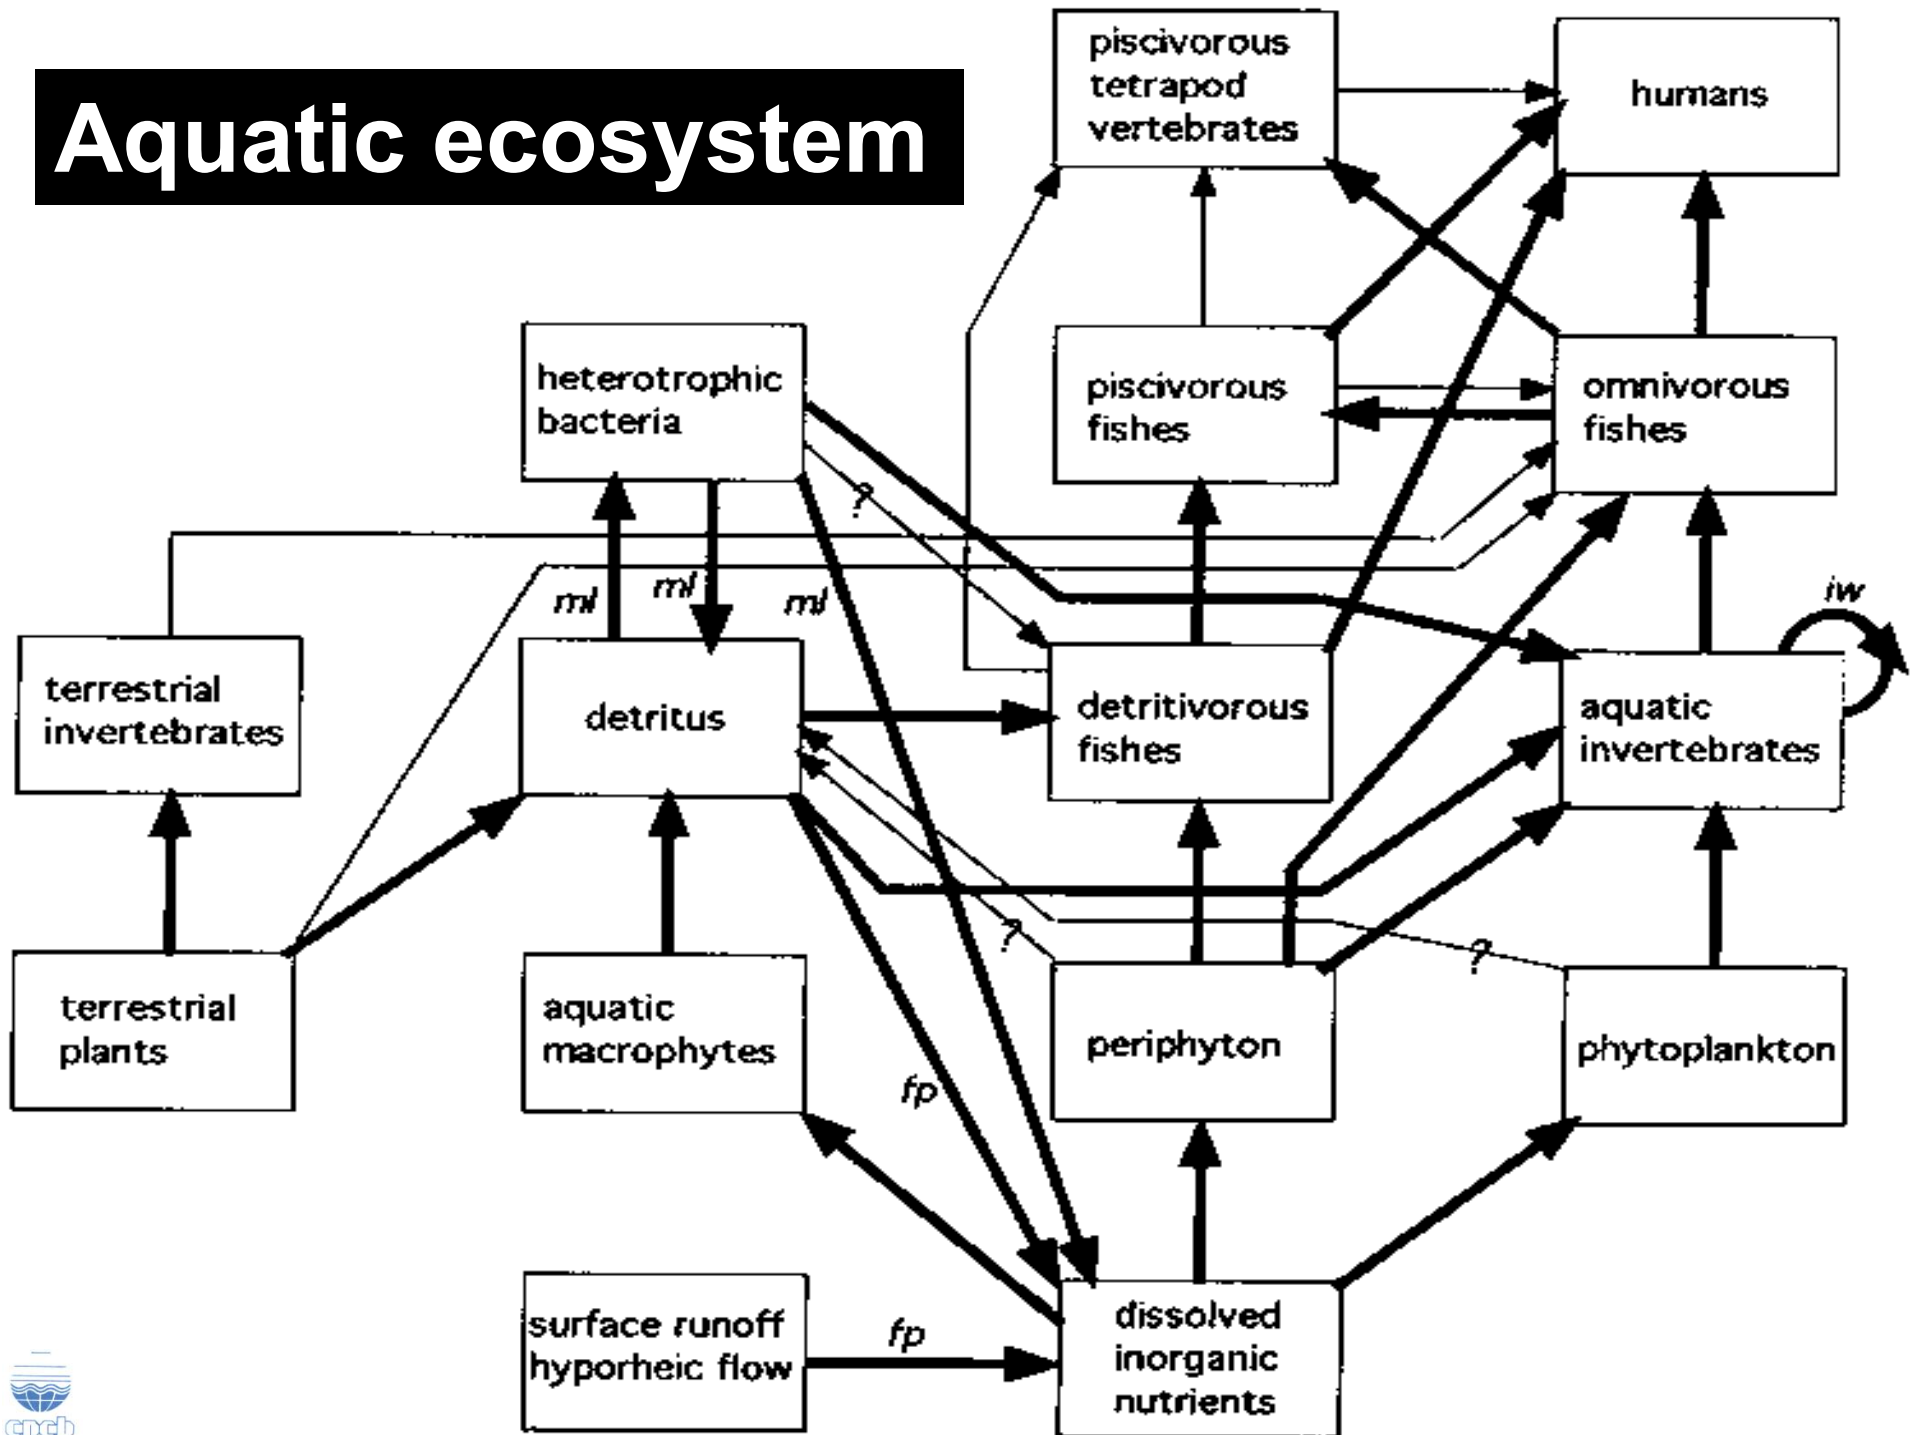 Aquatic ecosystem
piscivorous
tetrapod
vertebrates
humans
heterotrophic
bacteria
piscivorous
fishes
omnivorous
fishes
?
ml
ml
ml
iw
terrestrial
invertebrates
detritus
detritivorous
fishes
aquatic
invertebrates
?
?
terrestrial
plants
aquatic
macrophytes
periphyton
phytoplankton
fp
surface runoff
hyporheic flow
fp
dissolved
inorganic
nutrients